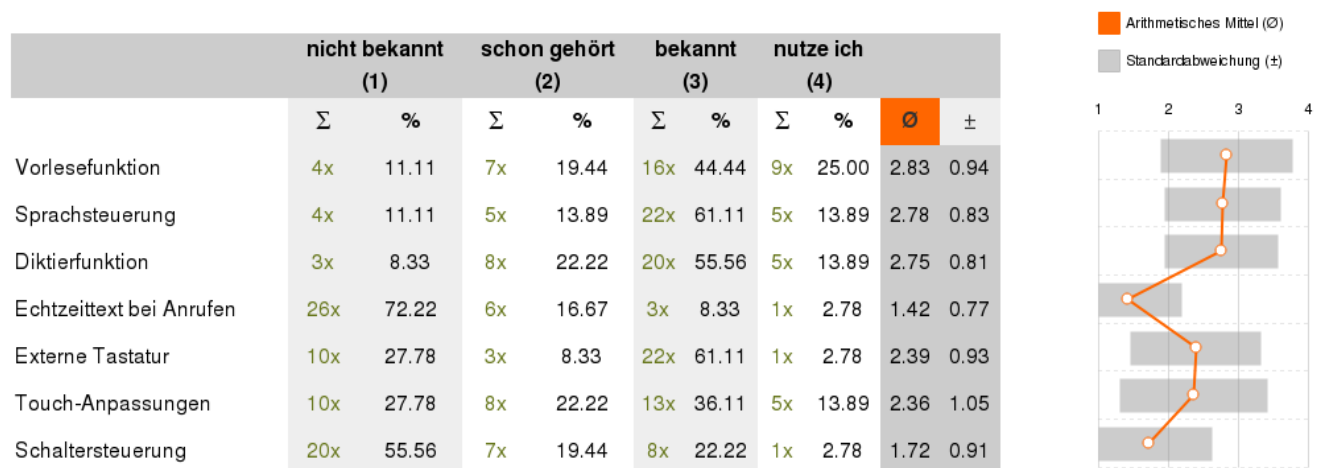 Arithmetisches Mittel (Ø)
Standardabweichung (±)
nicht bekannt schon gehört bekannt nutze ich
(1) (2) (3) (4)
1 2 3 4
Σ % Σ % Σ % Σ % Ø ±
Vorlesefunktion 4x 11.11 7x 19.44 16x 44.44 9x 25.00 2.83 0.94
Sprachsteuerung 4x 11.11 5x 13.89 22x 61.11 5x 13.89 2.78 0.83
Diktierfunktion 3x 8.33 8x 22.22 20x 55.56 5x 13.89 2.75 0.81
Echtzeittext bei Anrufen 26x 72.22 6x 16.67 3x 8.33 1x 2.78 1.42 0.77
Externe Tastatur 10x 27.78 3x 8.33 22x 61.11 1x 2.78 2.39 0.93
Touch-Anpassungen 10x 27.78 8x 22.22 13x 36.11 5x 13.89 2.36 1.05
Schaltersteuerung 20x 55.56 7x 19.44 8x 22.22 1x 2.78 1.72 0.91